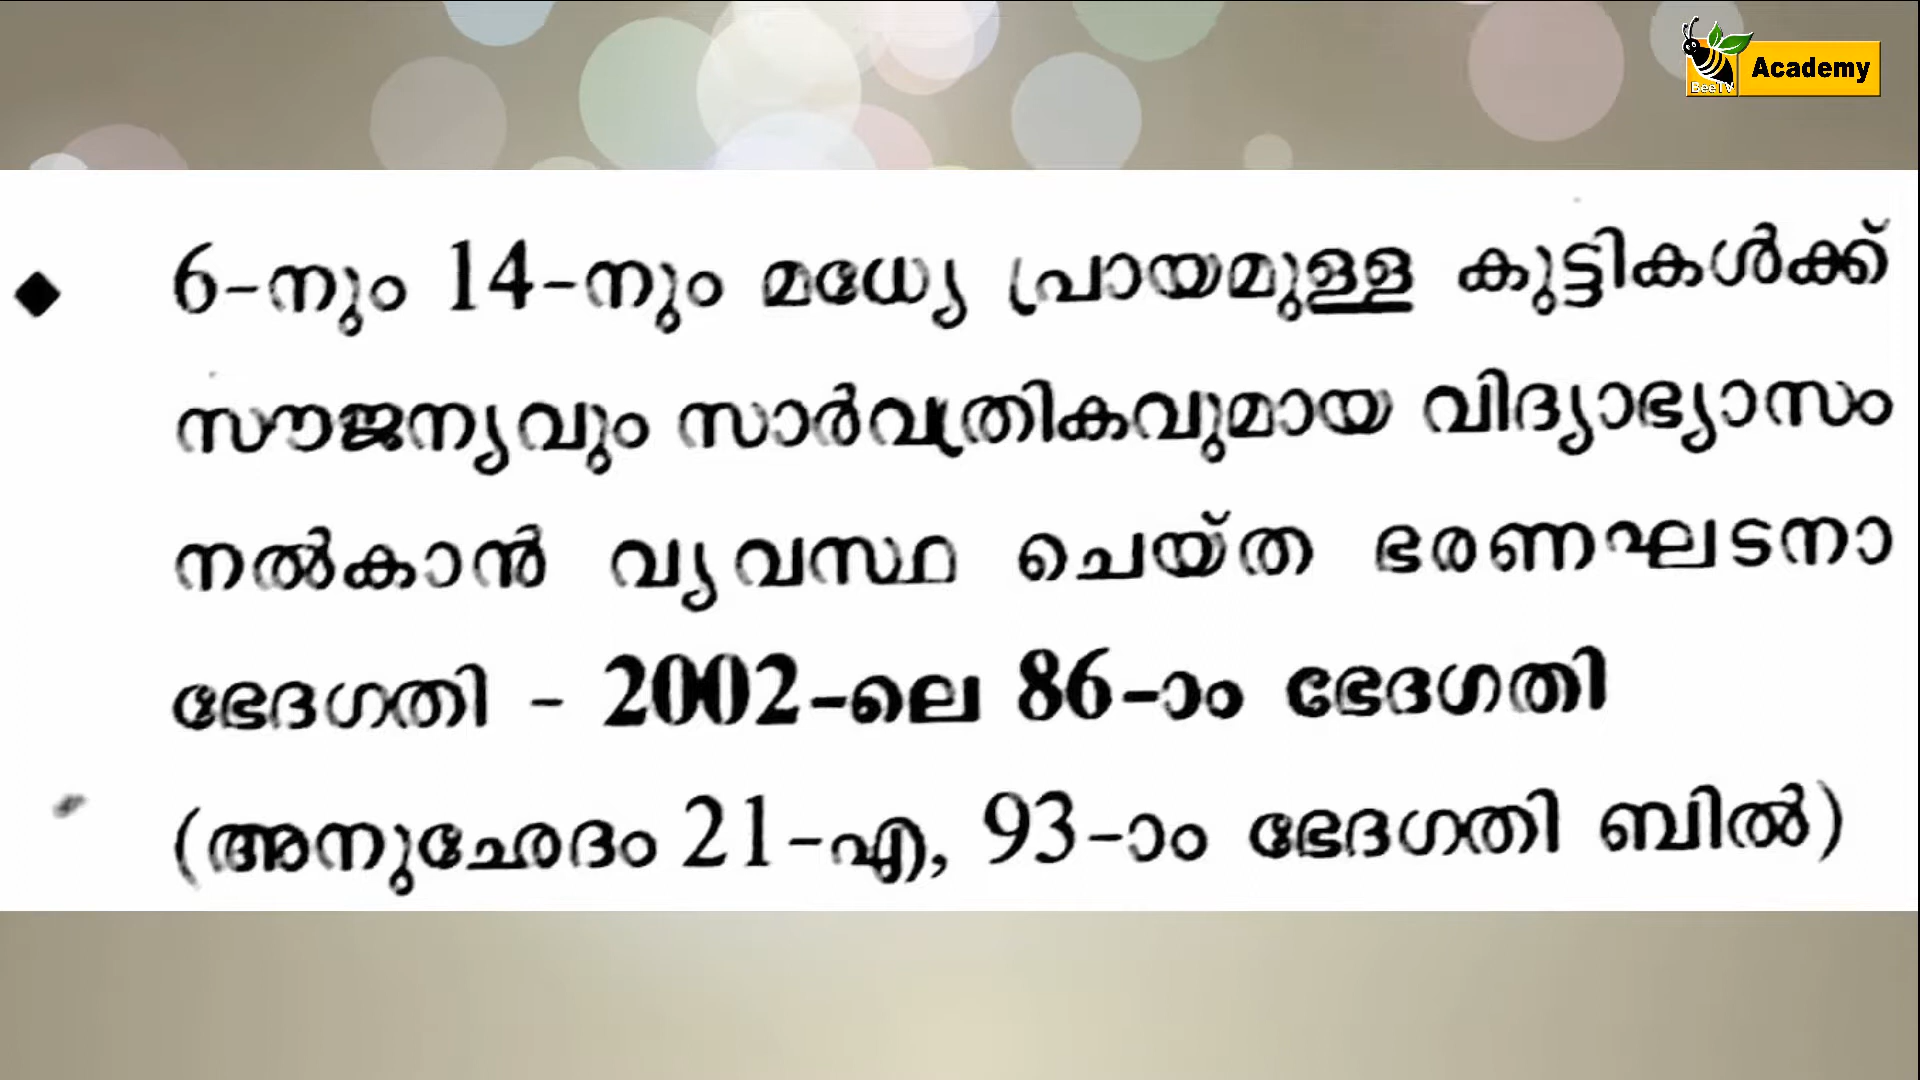 BeeTV Academy
◆ 6-നും 14-നും മധ്യേ പ്രായമുള്ള കുട്ടികൾക്ക്
സൗജന്യവും സാർവത്രികവുമായ വിദ്യാഭ്യാസം
നൽകാൻ വ്യവസ്ഥ ചെയ്ത ഭരണഘടനാ
ഭേദഗതി - 2002-ലെ 86-ാം ഭേദഗതി
(അനുഛേദം 21-എ, 93-ാം ഭേദഗതി ബിൽ)